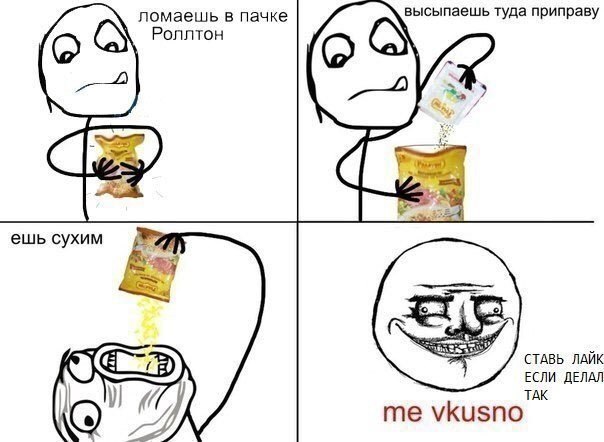 ломаешь в пачке
Роллтон
высыпаешь туда приправу
ешь сухим
СТАВЬ ЛАЙК
ЕСЛИ ДЕЛАЛ
ТАК
me vkusno